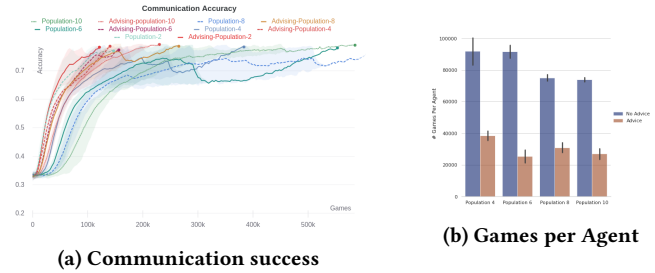 Communication Accuracy
Population-10 Advising-Population-10 Population-8 Advising-Population-8
Population-6 Advising-Population-6 Population-4 Advising-Population-4
Population-2 Advising-Population-2
Accuracy
0.7
0.6
0.5
0.4
0.3
0.2
0 100k 200k 300k 400k 500k
Games
(a) Communication success
# Games Per Agent
100000
80000
60000
40000
20000
0
Population 4 Population 6 Population 8 Population 10
No Advice
Advice
(b) Games per Agent